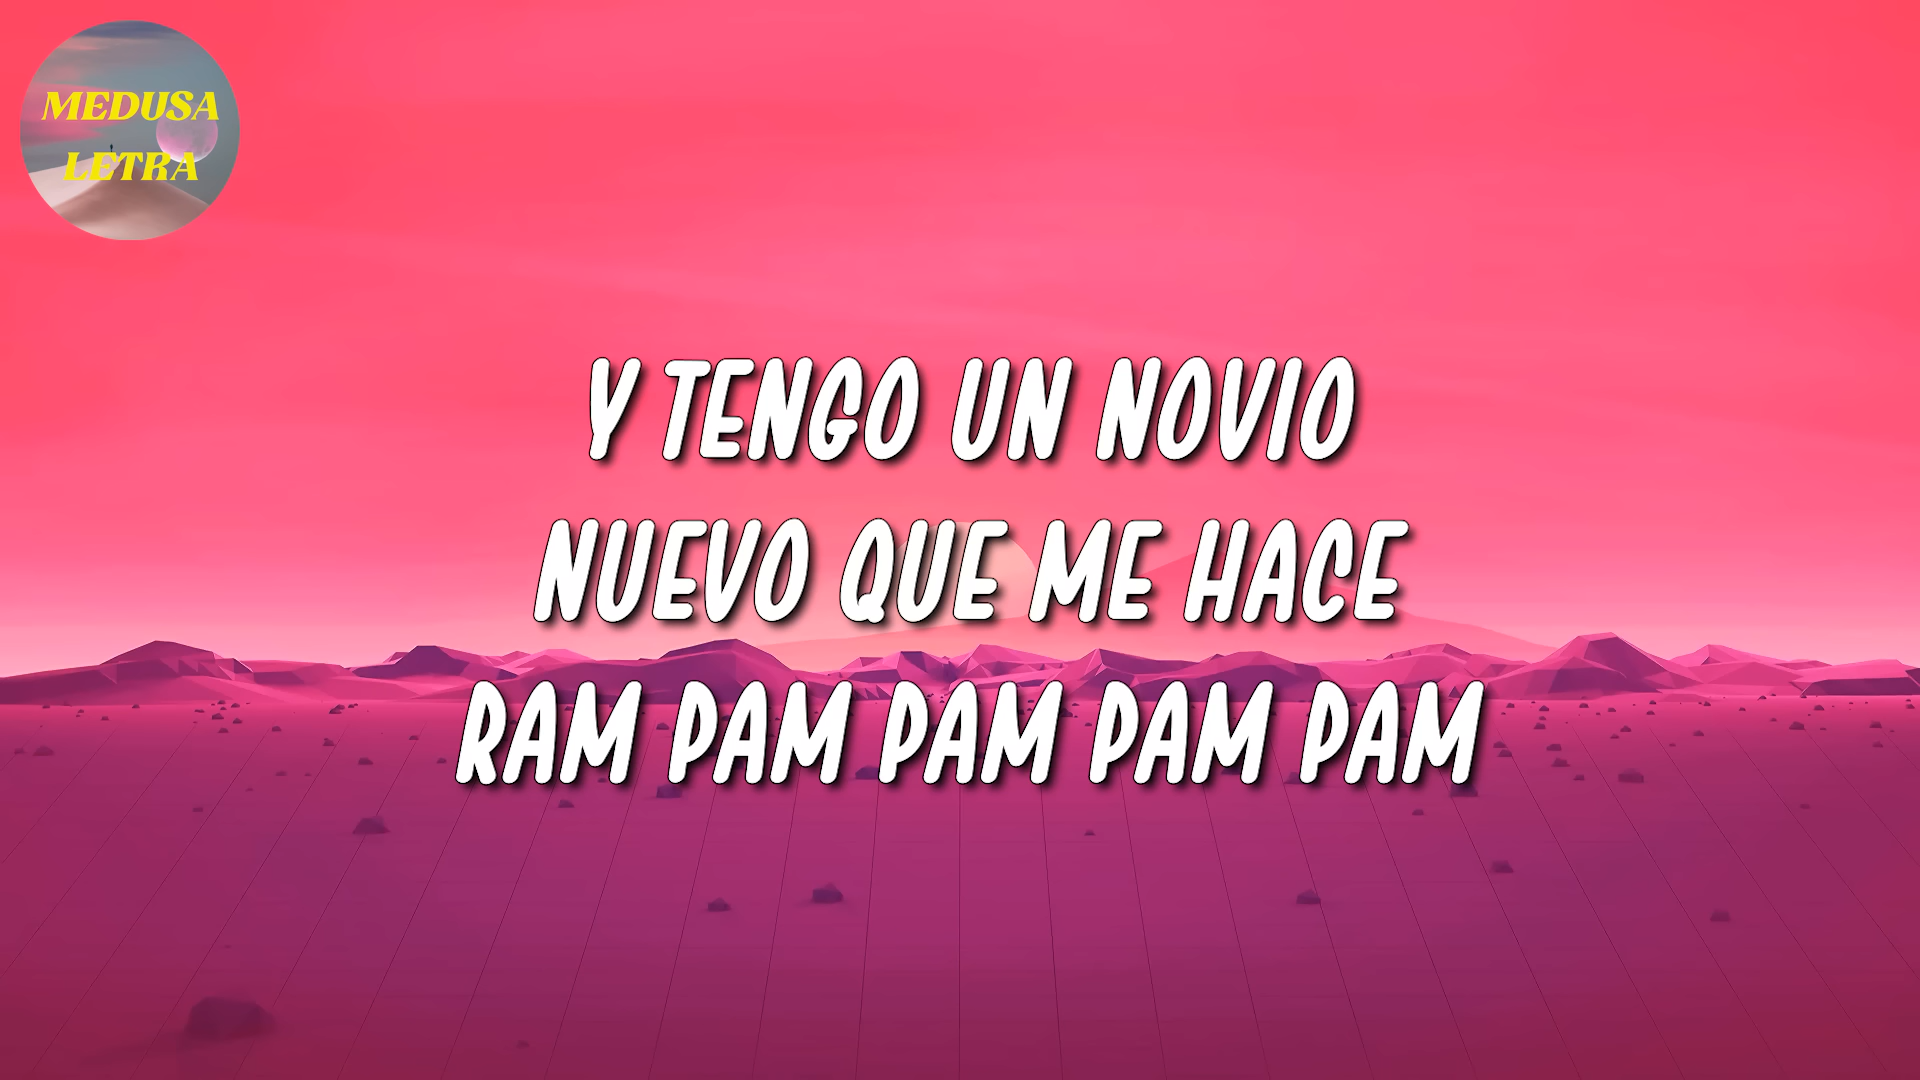 MEDUSA
LETRA
Y TENGO UN NOVIO
NUEVO QUE ME HACE
RAM PAM PAM PAM PAM